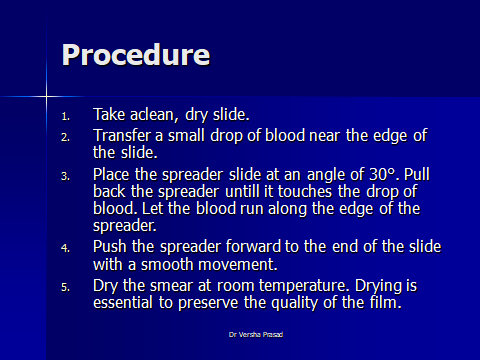 Procedure
1. Take aclean, dry slide.
2. Transfer a small drop of blood near the edge of
the slide.
3. Place the spreader slide at an angle of 30°. Pull
back the spreader untill it touches the drop of
blood. Let the blood run along the edge of the
spreader.
4. Push the spreader forward to the end of the slide
with a smooth movement.
5. Dry the smear at room temperature. Drying is
essential to preserve the quality of the film.
Dr Versha Prasad